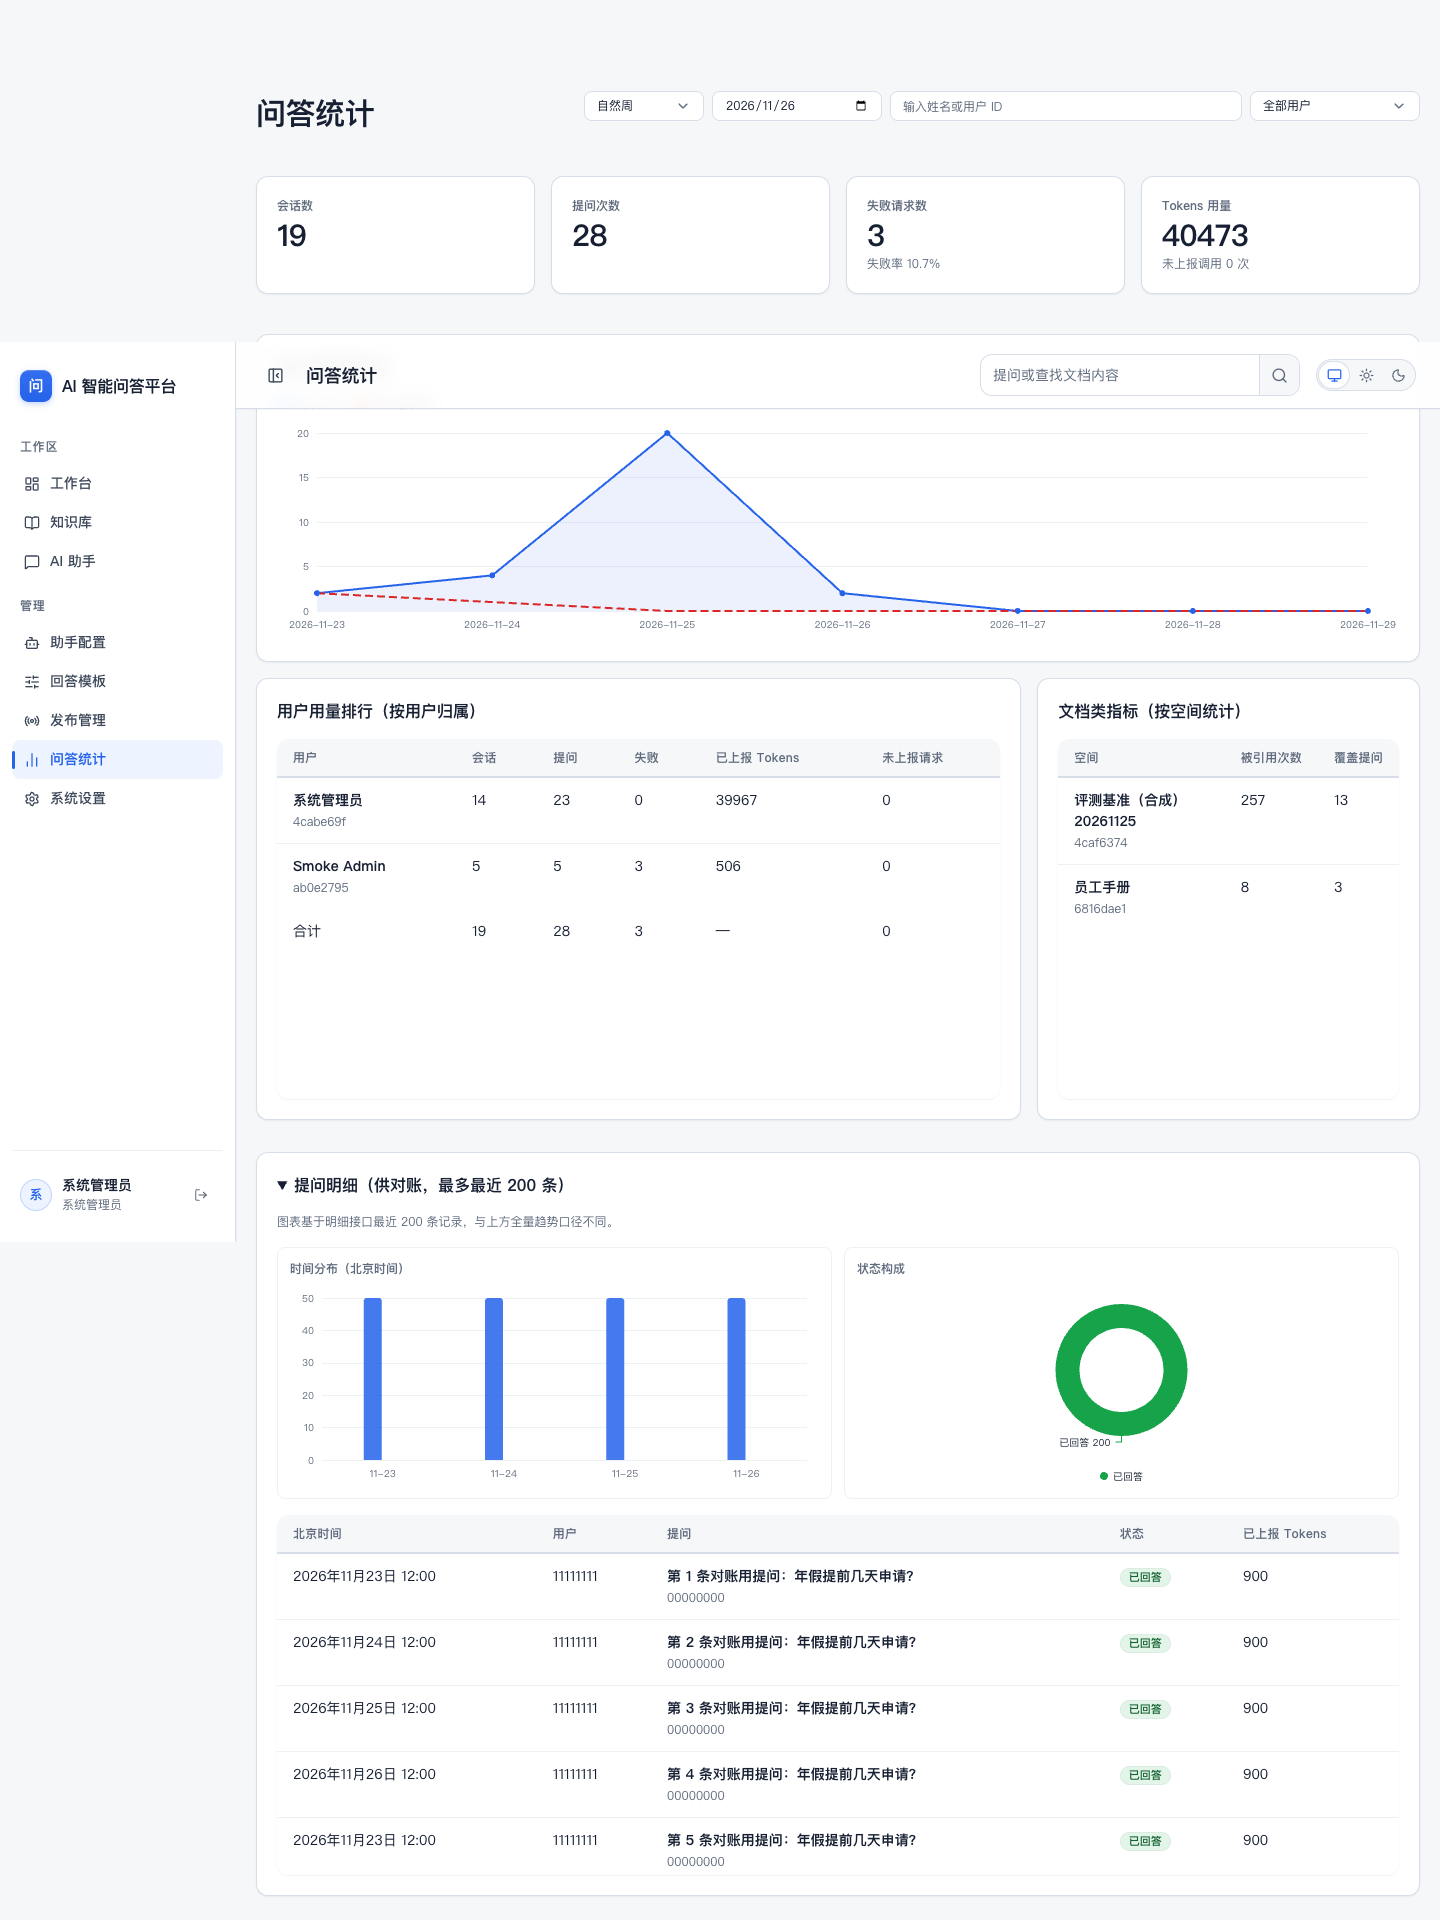 问答统计
自然周
2026/11/26
输入姓名或用户 ID
全部用户
会话数
19
提问次数
28
失败请求数
3
失败率 10.7%
Tokens 用量
40473
未上报调用 0 次
问
AI 智能问答平台
工作区
工作台
知识库
AI 助手
管理
助手配置
回答模板
发布管理
问答统计
系统设置
系
系统管理员
系统管理员
问答统计
提问或查找文档内容
20
15
10
5
0
2026-11-23
2026-11-24
2026-11-25
2026-11-26
2026-11-27
2026-11-28
2026-11-29
用户用量排行（按用户归属）
用户 会话 提问 失败 已上报 Tokens 未上报请求
系统管理员 14 23 0 39967 0
4cabe69f
Smoke Admin 5 5 3 506 0
ab0e2795
合计 19 28 3 — 0
文档类指标（按空间统计）
空间 被引用次数 覆盖提问
评测基准（合成） 257 13
20261125
4caf6374
员工手册 8 3
6816dae1
▼ 提问明细（供对账，最多最近 200 条）
图表基于明细接口最近 200 条记录，与上方全量趋势口径不同。
时间分布（北京时间）
50
40
30
20
10
0
11-23
11-24
11-25
11-26
状态构成
已回答 200
已回答
北京时间 用户 提问 状态 已上报 Tokens
2026年11月23日 12:00 11111111 第 1 条对账用提问：年假提前几天申请？ 已回答 900
00000000
2026年11月24日 12:00 11111111 第 2 条对账用提问：年假提前几天申请？ 已回答 900
00000000
2026年11月25日 12:00 11111111 第 3 条对账用提问：年假提前几天申请？ 已回答 900
00000000
2026年11月26日 12:00 11111111 第 4 条对账用提问：年假提前几天申请？ 已回答 900
00000000
2026年11月23日 12:00 11111111 第 5 条对账用提问：年假提前几天申请？ 已回答 900
00000000